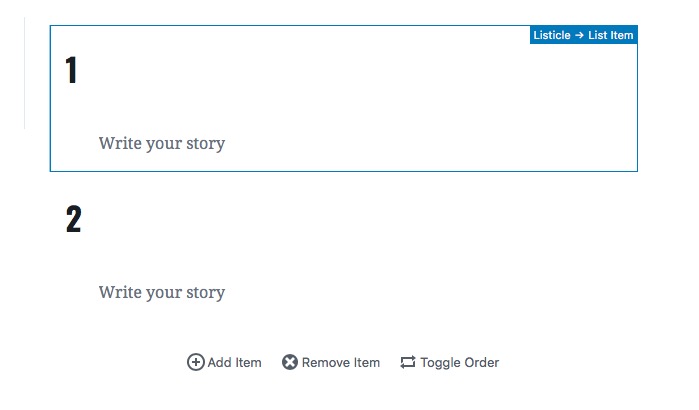 Listicle → List Item
1
Write your story
2
Write your story
Add Item Remove Item Toggle Order